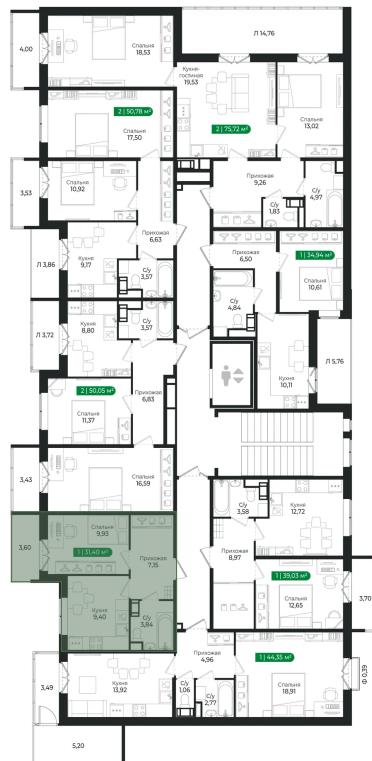 4,00
Спальня
18,53
Л 14,76
Кухня-
гостиная
19,53
2 | 50,78 м²
Спальня
17,50
2 | 75,72 м²
Спальня
13,02
3,53
Спальня
10,92
Прихожая
6,63
9,26
С/у
1,83
С/у
4,97
Л 3,86
Кухня
9,17
С/у
3,57
Прихожая
6,50
1 | 34,94 м²
Спальня
10,61
С/у
4,84
Л 3,72
Кухня
8,80
С/у
3,57
Кухня
10,11
Л 5,76
2 | 50,05 м²
Спальня
11,37
Прихожая
6,83
3,43
Спальня
16,59
С/у
3,58
Кухня
12,72
3,60
Спальня
9,93
1 | 31,40 м²
Прихожая
7,15
Прихожая
8,97
1 | 39,03 м²
Спальня
12,65
3,70
Кухня
9,40
С/у
3,84
Прихожая
4,96
1 | 44,35 м²
Ф 0,39
3,49
Кухня
13,92
С/у
1,06
С/у
2,77
Спальня
18,91
5,20